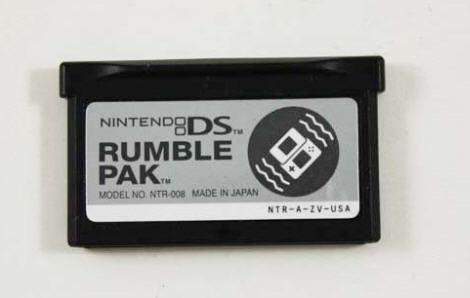 NINTENDO DS™
RUMBLE
PAK™
MODEL NO. NTR-008 MADE IN JAPAN
NTR-A-ZV-USA